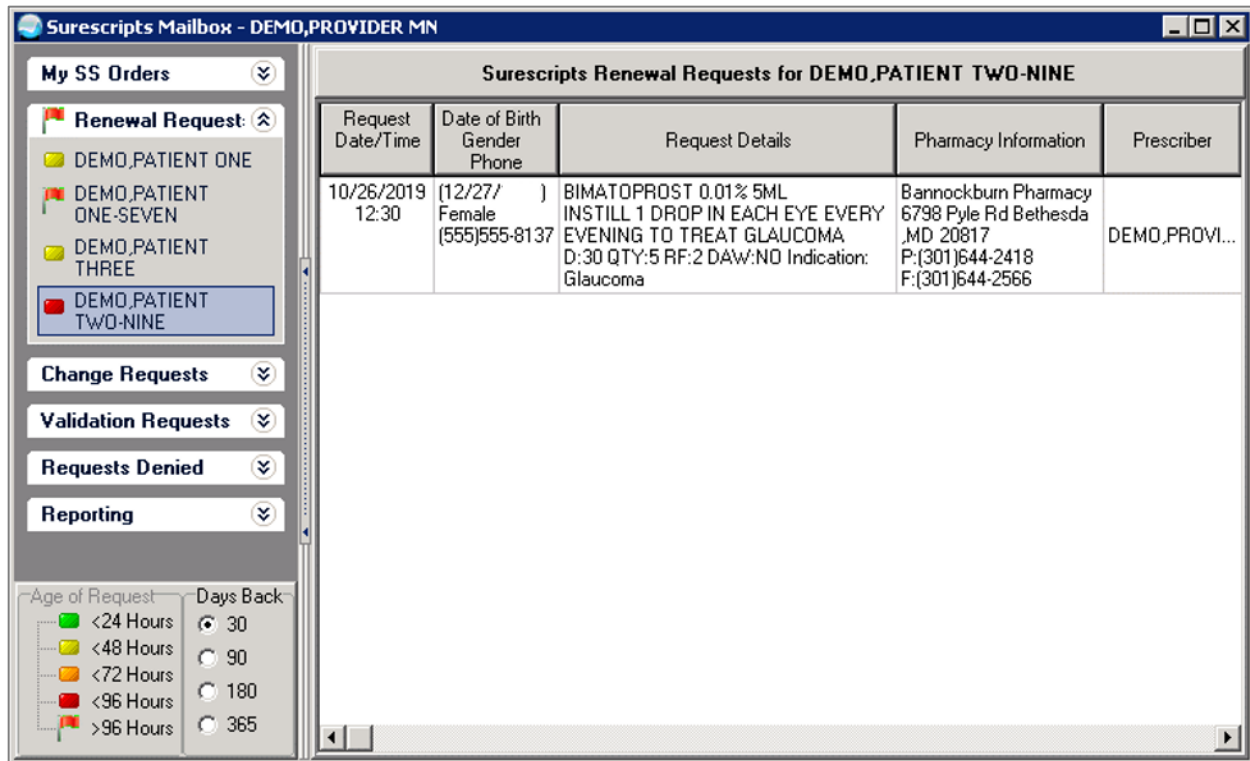 Surescripts Mailbox - DEMO,PROVIDER MN
My SS Orders
Renewal Request:
DEMO,PATIENT ONE
DEMO,PATIENT
ONE-SEVEN
DEMO,PATIENT
THREE
DEMO,PATIENT
TWO-NINE
Change Requests
Validation Requests
Requests Denied
Reporting
Age of Request
<24 Hours
<48 Hours
<72 Hours
<96 Hours
>96 Hours
Days Back
30
90
180
365
Surescripts Renewal Requests for DEMO,PATIENT TWO-NINE
Request
Date/Time
Date of Birth
Gender
Phone
Request Details
Pharmacy Information
Prescriber
10/26/2019
12:30
(12/27/ )
Female
(555)555-8137
BIMATOPROST 0.01% 5ML
INSTILL 1 DROP IN EACH EYE EVERY
EVENING TO TREAT GLAUCOMA
D:30 QTY:5 RF:2 DAW:NO Indication:
Glaucoma
Bannockburn Pharmacy
6798 Pyle Rd Bethesda
,MD 20817
P:(301)644-2418
F:(301)644-2566
DEMO,PROVI...